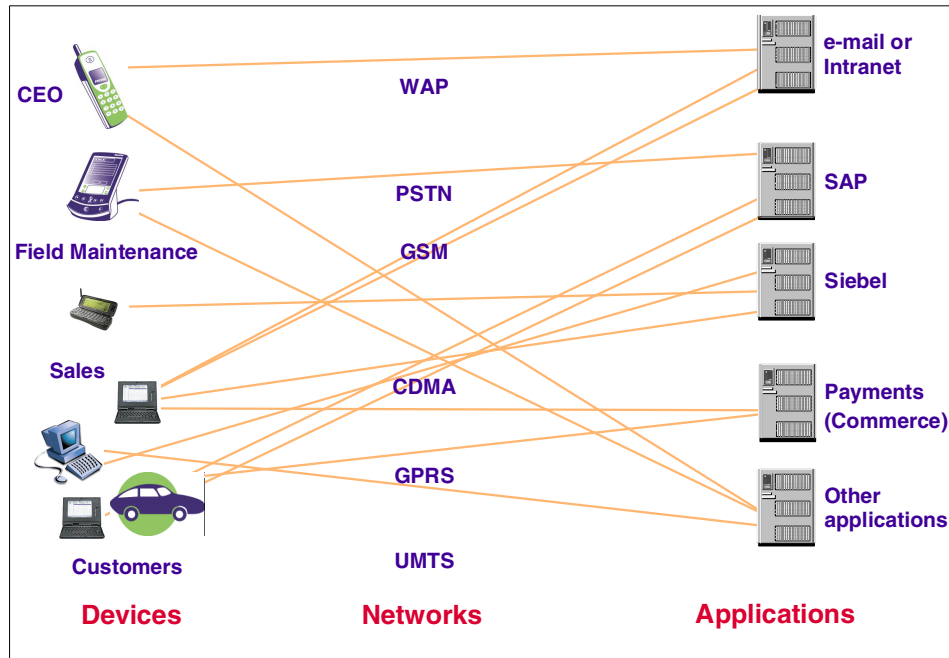 CEO
WAP
e-mail or
Intranet
PSTN
SAP
Field Maintenance
GSM
Siebel
Sales
CDMA
Payments
(Commerce)
GPRS
Other
applications
Customers
UMTS
Devices
Networks
Applications